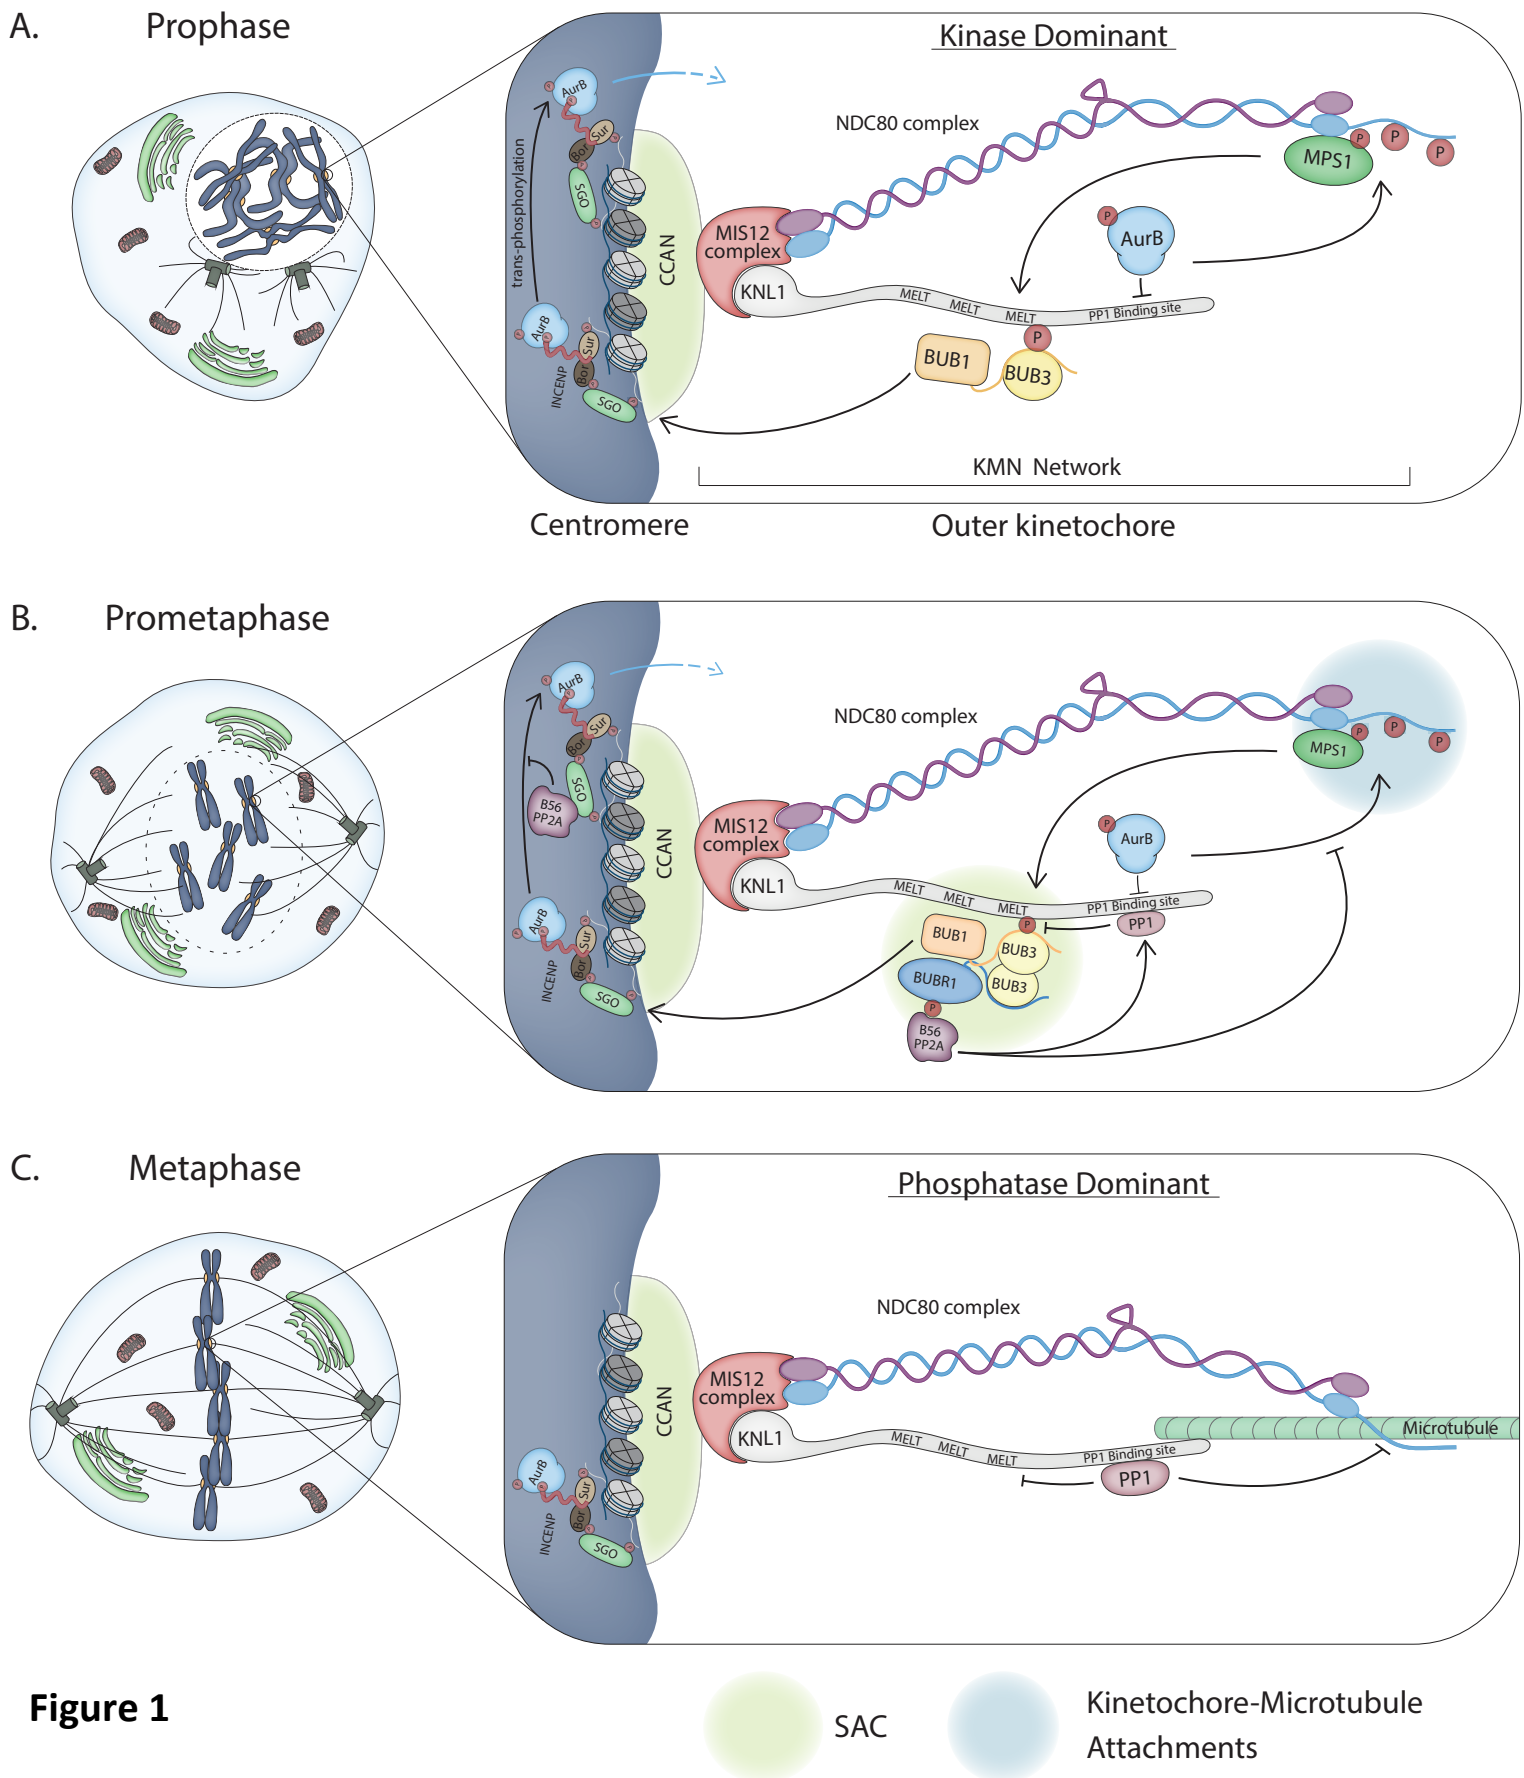 A.
Prophase
Kinase Dominant
AurB
trans-phosphorylation
Sur
Bor
SGO
CCAN
NDC80 complex
P
P
P
MPS1
P
AurB
MIS12
complex
KNL1
MELT
MELT
MELT
PP1 Binding site
P
BUB1
BUB3
AurB
INCENP
Sur
Bor
SGO
KMN Network
Centromere
Outer kinetochore
B.
Prometaphase
AurB
Sur
Bor
SGO
B56
PP2A
CCAN
NDC80 complex
P
P
P
MPS1
P
AurB
MIS12
complex
KNL1
MELT
MELT
MELT
PP1 Binding site
PP1
P
BUB1
BUB3
BUBR1
BUB3
P
B56
PP2A
AurB
INCENP
Sur
Bor
SGO
C.
Metaphase
Phosphatase Dominant
CCAN
NDC80 complex
MIS12
complex
KNL1
MELT
MELT
MELT
PP1 Binding site
PP1
Microtubule
AurB
INCENP
Sur
Bor
SGO
Figure 1
SAC
Kinetochore-Microtubule
Attachments